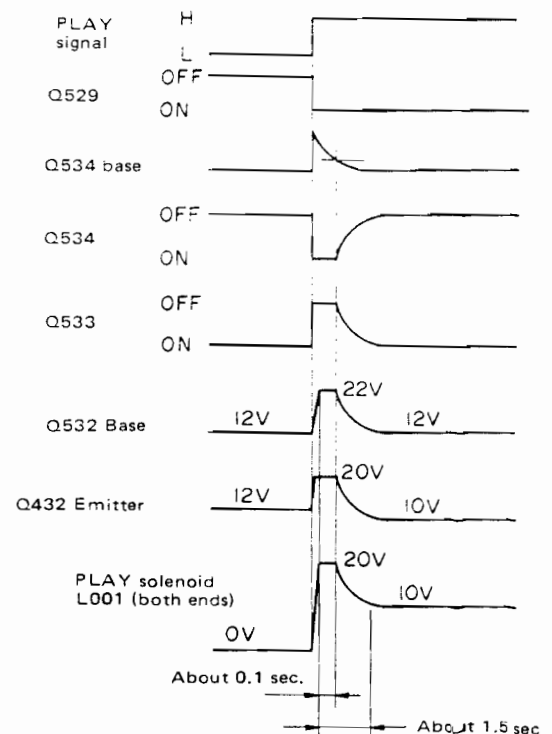 PLAY H
signal L
OFF
Q529
ON
Q534 base
OFF
Q534
ON
OFF
Q533
ON
22V
Q532 Base 12V 12V
20V
Q432 Emitter 12V 10V
20V
PLAY solenoid
L001 (both ends) 10V
0V
About 0.1 sec.
About 1.5 sec